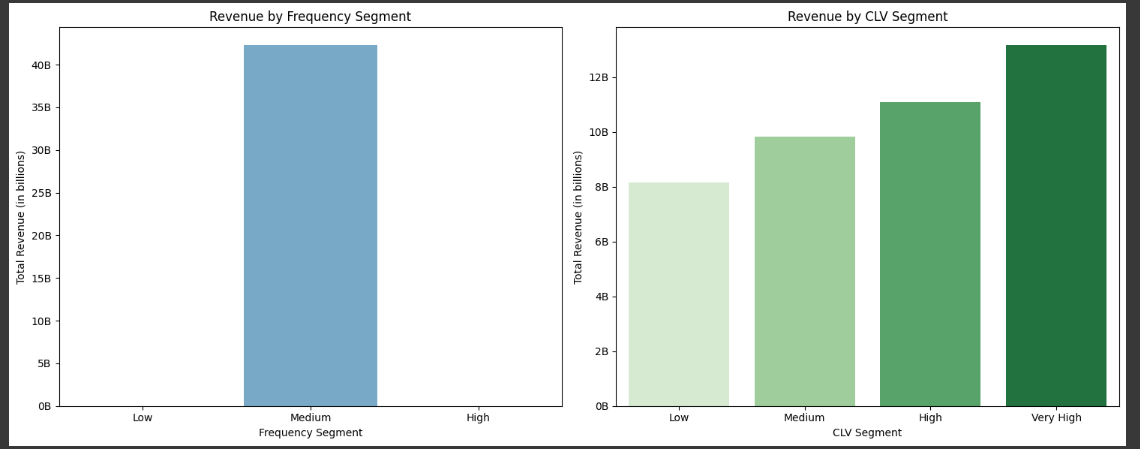 Revenue by Frequency Segment
Total Revenue (in billions)
40B
35B
30B
25B
20B
15B
10B
5B
0B
Low Medium High
Frequency Segment
Revenue by CLV Segment
Total Revenue (in billions)
12B
10B
8B
6B
4B
2B
0B
Low Medium High Very High
CLV Segment